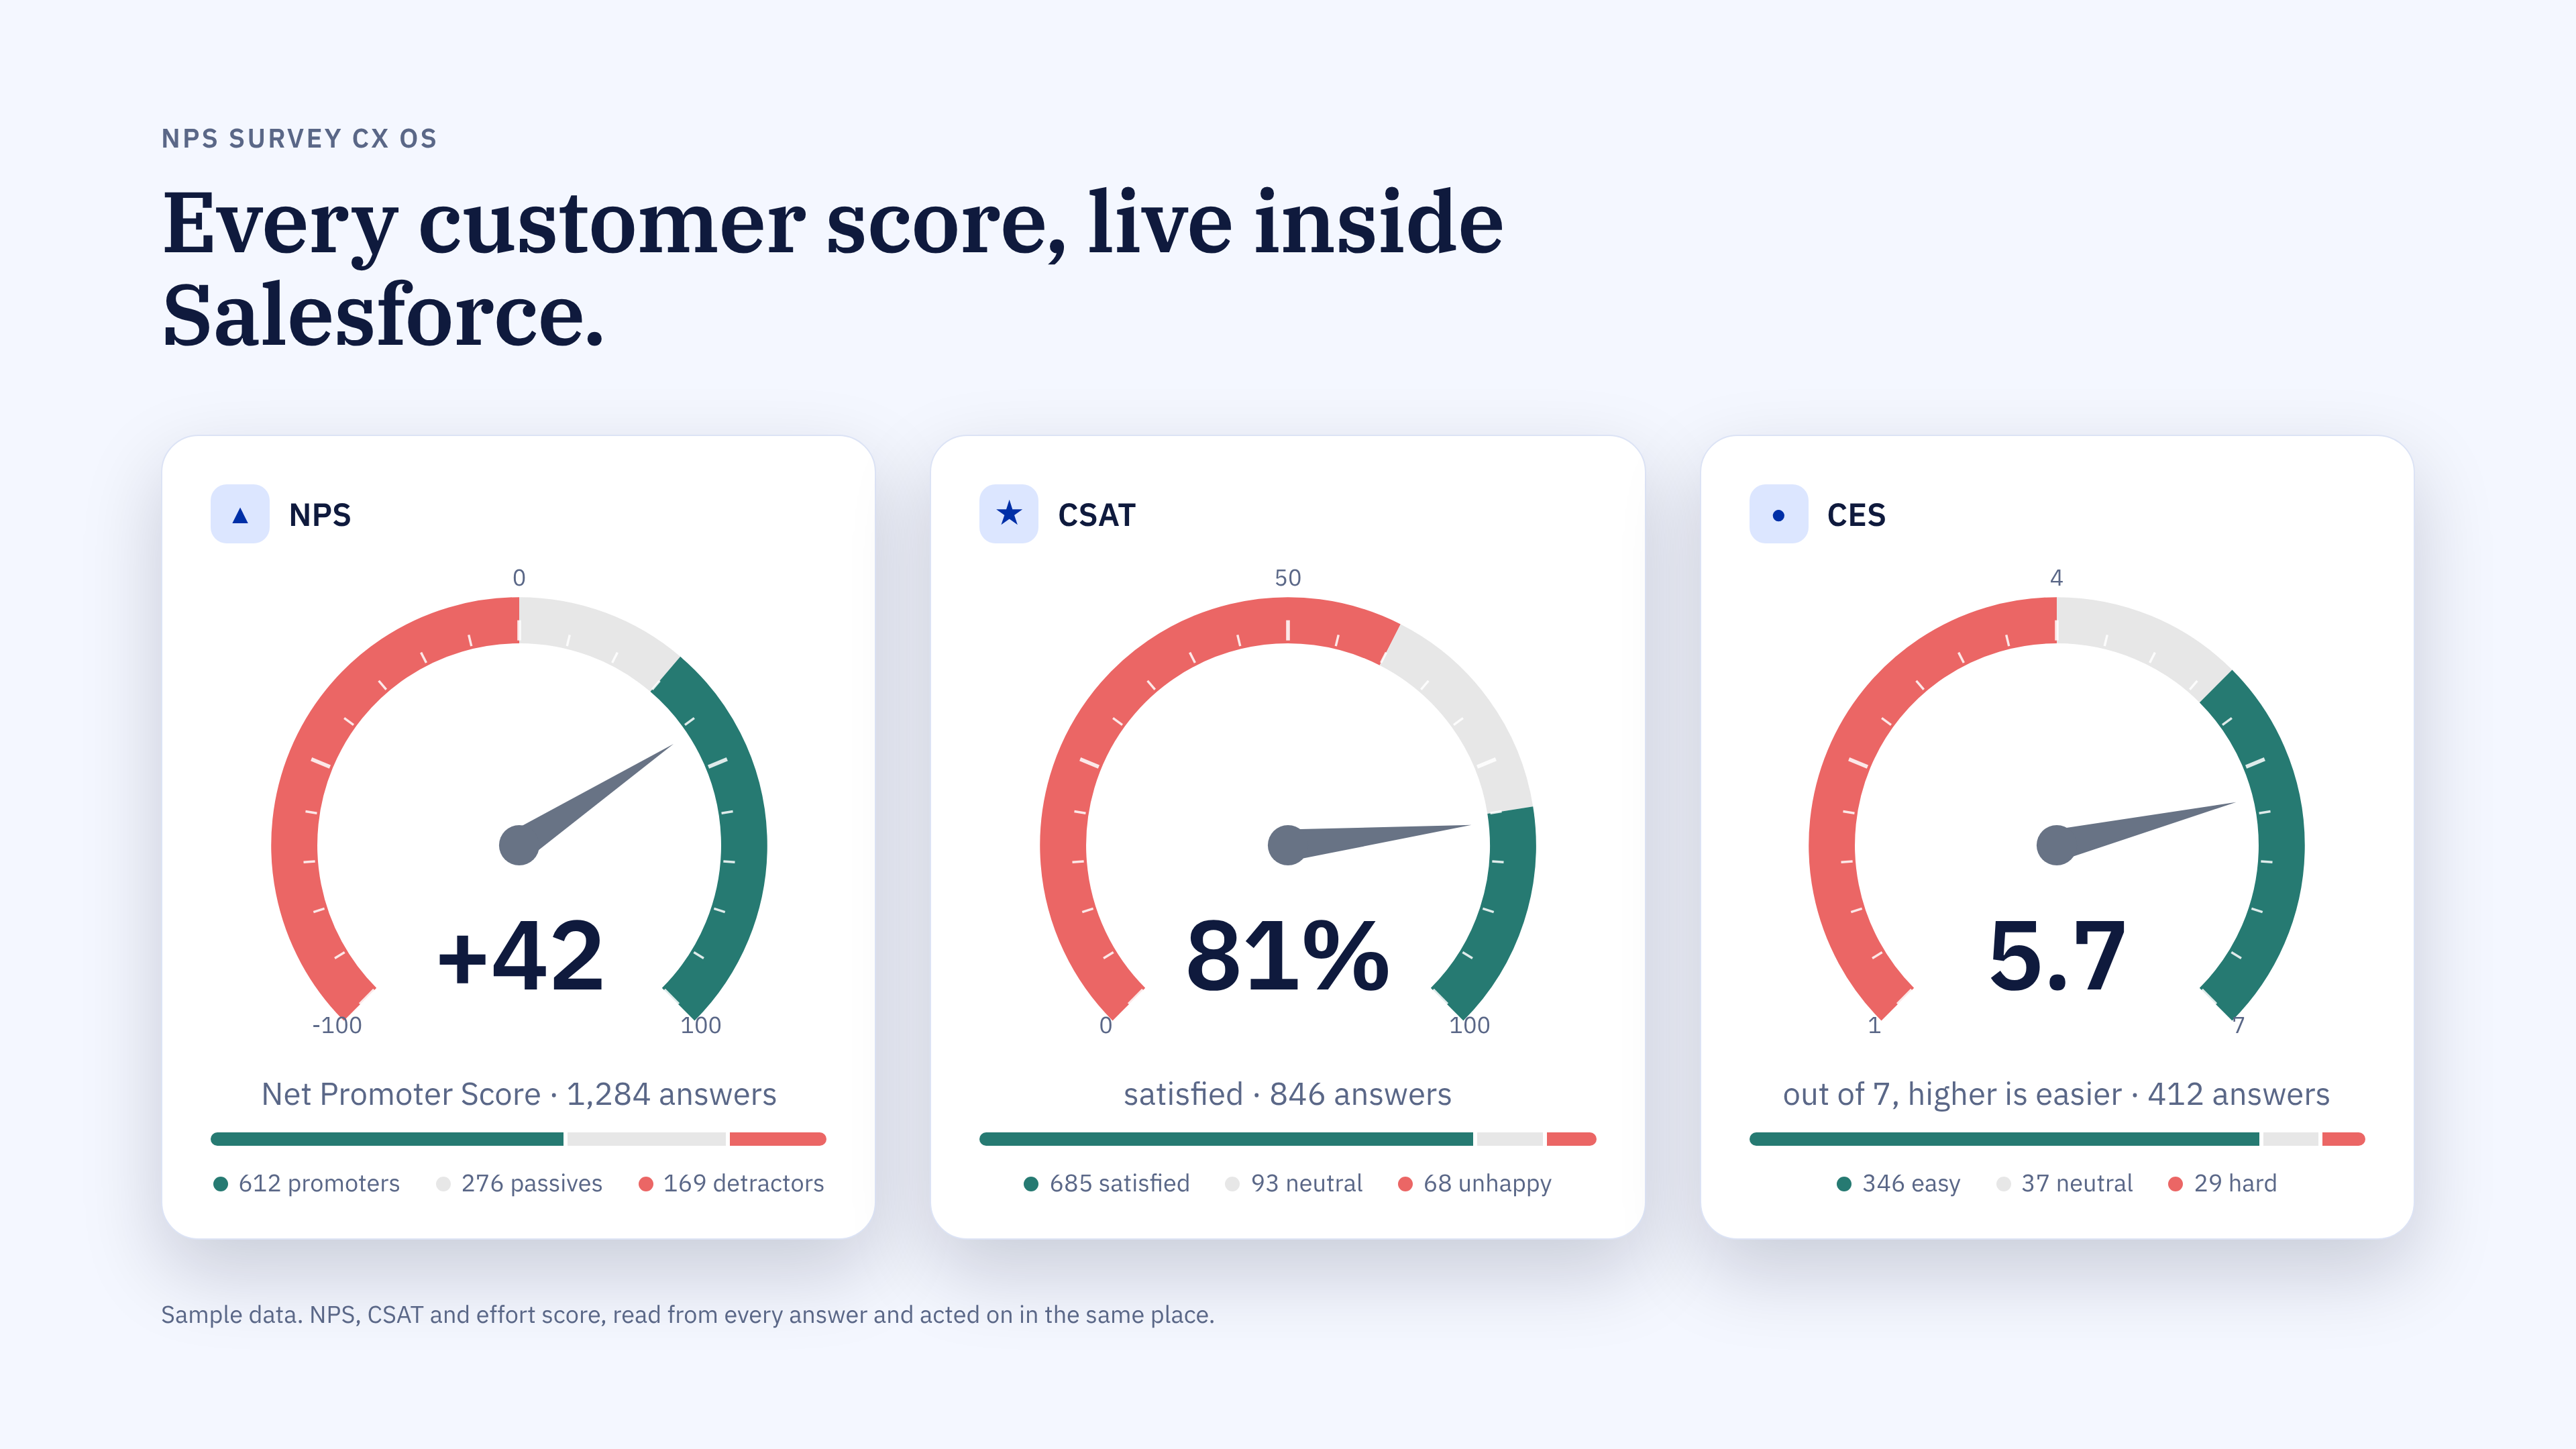 NPS SURVEY CX OS
Every customer score, live inside
Salesforce.
NPS
0
+42
-100
100
Net Promoter Score · 1,284 answers
612 promoters
276 passives
169 detractors
CSAT
50
81%
0
100
satisfied · 846 answers
685 satisfied
93 neutral
68 unhappy
CES
4
5.7
1
7
out of 7, higher is easier · 412 answers
346 easy
37 neutral
29 hard
Sample data. NPS, CSAT and effort score, read from every answer and acted on in the same place.